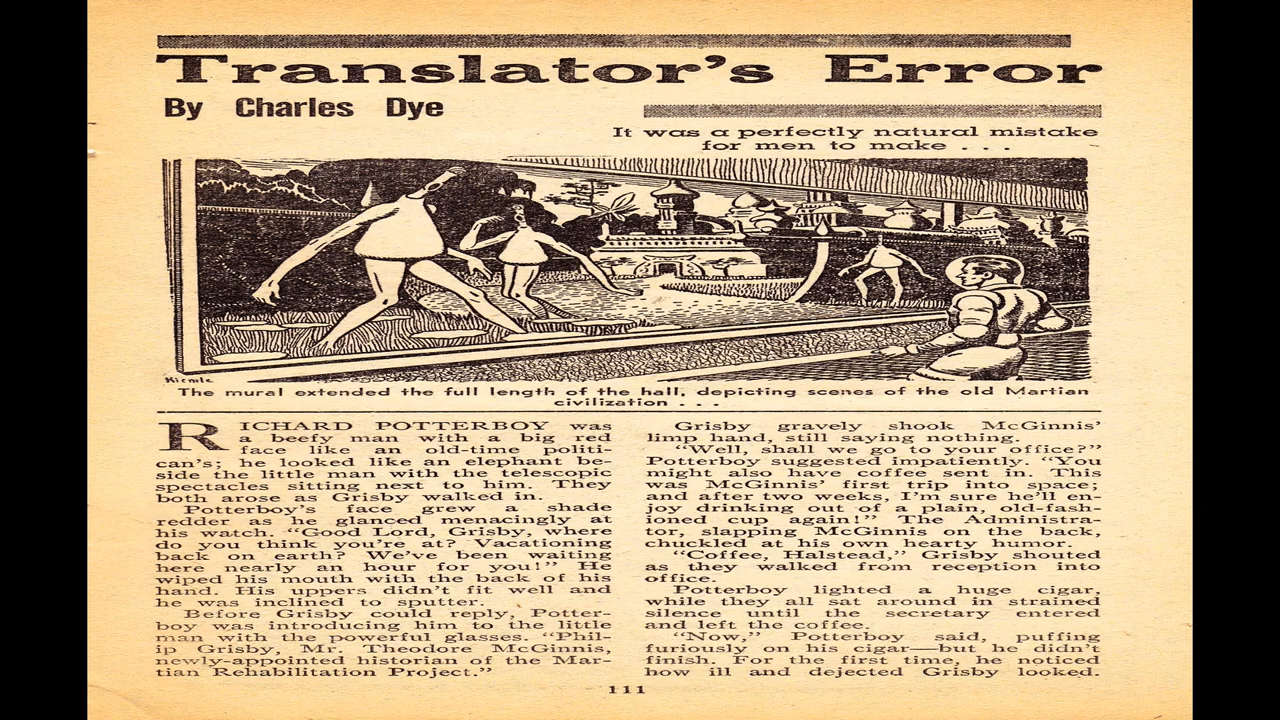 Translator's Error
By Charles Dye
It was a perfectly natural mistake
for men to make . . .
Kiemle
The mural extended the full length of the hall, depicting scenes of the old Martian
civilization . . .
RICHARD POTTERBOY was
a beefy man with a big red
face like an old-time politi-
can's; he looked like an elephant be-
side the little man with the telescopic
spectacles sitting next to him. They
both arose as Grisby walked in.
Potterboy's face grew a shade
redder as he glanced menacingly at
his watch. "Good Lord, Grisby, where
do you think you're at? Vacationing
back on earth? We've been waiting
here nearly an hour for you!" He
wiped his mouth with the back of his
hand. His uppers didn't fit well and
he was inclined to sputter.
Before Grisby could reply, Potter-
boy was introducing him to the little
man with the powerful glasses. "Phil-
ip Grisby, Mr. Theodore McGinnis,
newly-appointed historian of the Mar-
tian Rehabilitation Project."
Grisby gravely shook McGinnis'
limp hand, still saying nothing.
"Well, shall we go to your office?"
Potterboy suggested impatiently. "You
might also have coffee sent in. This
was McGinnis' first trip into space;
and after two weeks, I'm sure he'll en-
joy drinking out of a plain, old-fash-
ioned cup again!" The Administra-
tor, slapping McGinnis on the back,
chuckled at his own hearty humor.
"Coffee, Halstead," Grisby shouted
as they walked from reception into
office.
Potterboy lighted a huge cigar,
while they all sat around in strained
silence until the secretary entered
and left the coffee.
"Now," Potterboy said, puffing
furiously on his cigar—but he didn't
finish. For the first time, he noticed
how ill and dejected Grisby looked.
111